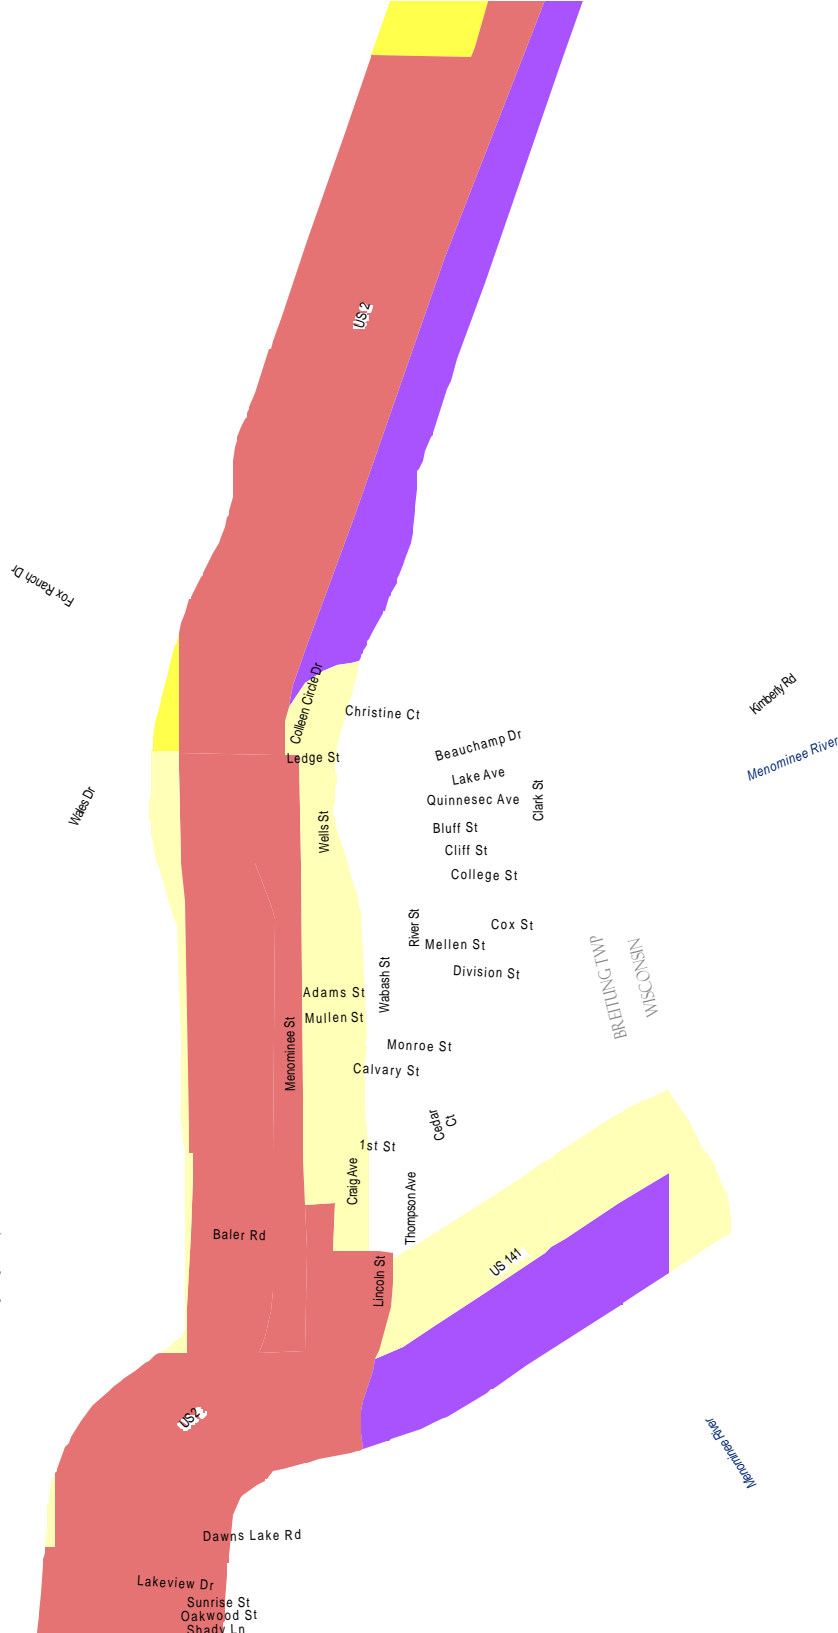 US 2
Fox Ranch Dr
Colleen Circle Dr
Christine Ct
Kimberly Rd
Beauchamp Dr
Menominee River
Ledge St
Lake Ave
Wales Dr
Quinnesec Ave
Clark St
Wells St
Bluff St
Cliff St
College St
River St
Cox St
Mellen St
BREITUNG TWP
WISCONSIN
Wabash St
Division St
Adams St
Mullen St
Menominee St
Monroe St
Calvary St
Cedar
Ct
1st St
Craig Ave
Thompson Ave
Baler Rd
US 141
Lincoln St
US 2
Menominee River
Dawns Lake Rd
Lakeview Dr
Sunrise St
Oakwood St
Shady Ln